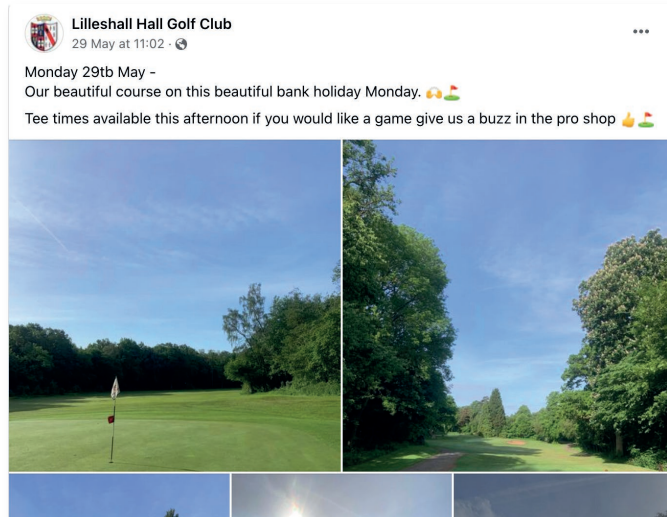 Lilleshall Hall Golf Club
29 May at 11:02 ·
Monday 29tb May -
Our beautiful course on this beautiful bank holiday Monday. 🙌⛳
Tee times available this afternoon if you would like a game give us a buzz in the pro shop 👍⛳